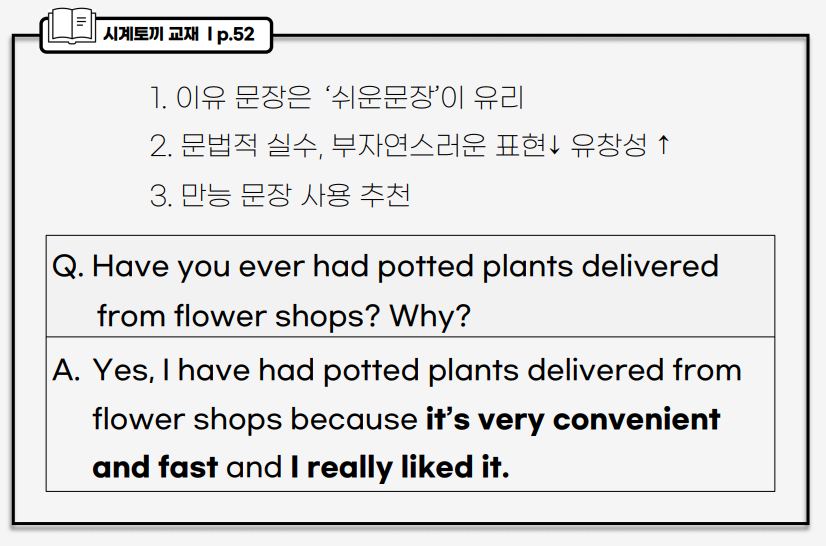 시계토끼 교재 | p.52
1. 이유 문장은 ‘쉬운문장’이 유리
2. 문법적 실수, 부자연스러운 표현↓ 유창성 ↑
3. 만능 문장 사용 추천
Q. Have you ever had potted plants delivered
from flower shops? Why?
A. Yes, I have had potted plants delivered from
flower shops because it’s very convenient
and fast and I really liked it.